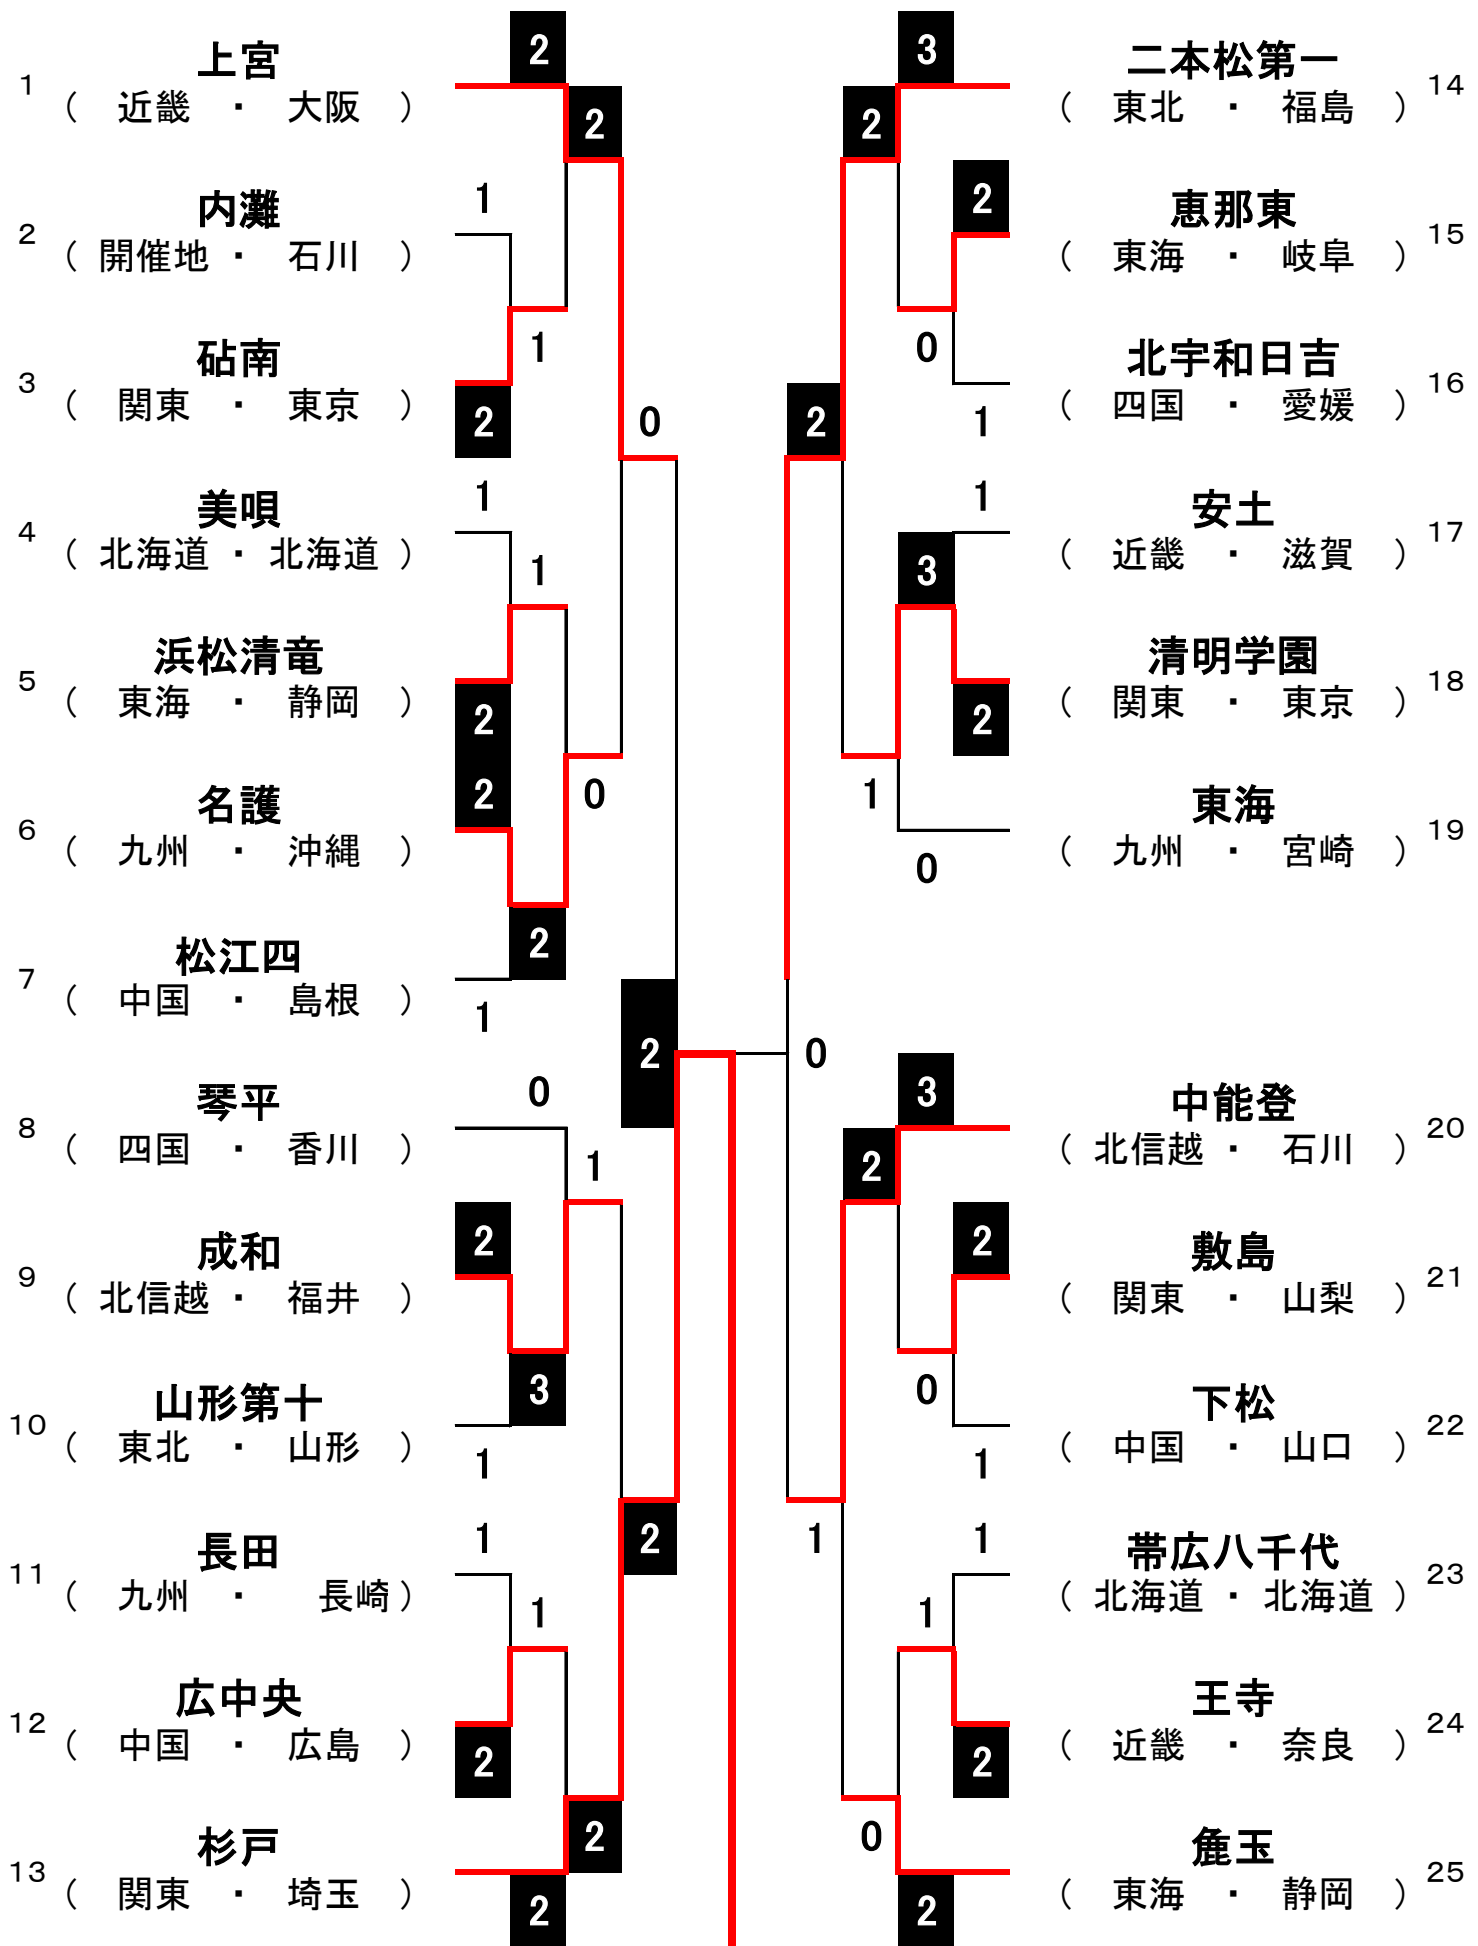 1 上宮
( 近畿 ・ 大阪 )
2 内灘
( 開催地 ・ 石川 )
3 砧南
( 関東 ・ 東京 )
4 美唄
( 北海道 ・ 北海道 )
5 浜松清竜
( 東海 ・ 静岡 )
6 名護
( 九州 ・ 沖縄 )
7 松江四
( 中国 ・ 島根 )
8 琴平
( 四国 ・ 香川 )
9 成和
( 北信越 ・ 福井 )
10 山形第十
( 東北 ・ 山形 )
11 長田
( 九州 ・ 長崎 )
12 広中央
( 中国 ・ 広島 )
13 杉戸
( 関東 ・ 埼玉 )
2
1
2
1
2
2
1
2
1
1
2
2
1
1
2
0
3
1
2
2
0
1
2
0
2
2
2
0
1
2
1
2
0
3
0
3
0
3
0
1
2
2
1
1
2
2
1
1
2
二本松第一 14
( 東北 ・ 福島 )
恵那東 15
( 東海 ・ 岐阜 )
北宇和日吉 16
( 四国 ・ 愛媛 )
安土 17
( 近畿 ・ 滋賀 )
清明学園 18
( 関東 ・ 東京 )
東海 19
( 九州 ・ 宮崎 )
中能登 20
( 北信越 ・ 石川 )
敷島 21
( 関東 ・ 山梨 )
下松 22
( 中国 ・ 山口 )
帯広八千代 23
( 北海道 ・ 北海道 )
王寺 24
( 近畿 ・ 奈良 )
麁玉 25
( 東海 ・ 静岡 )